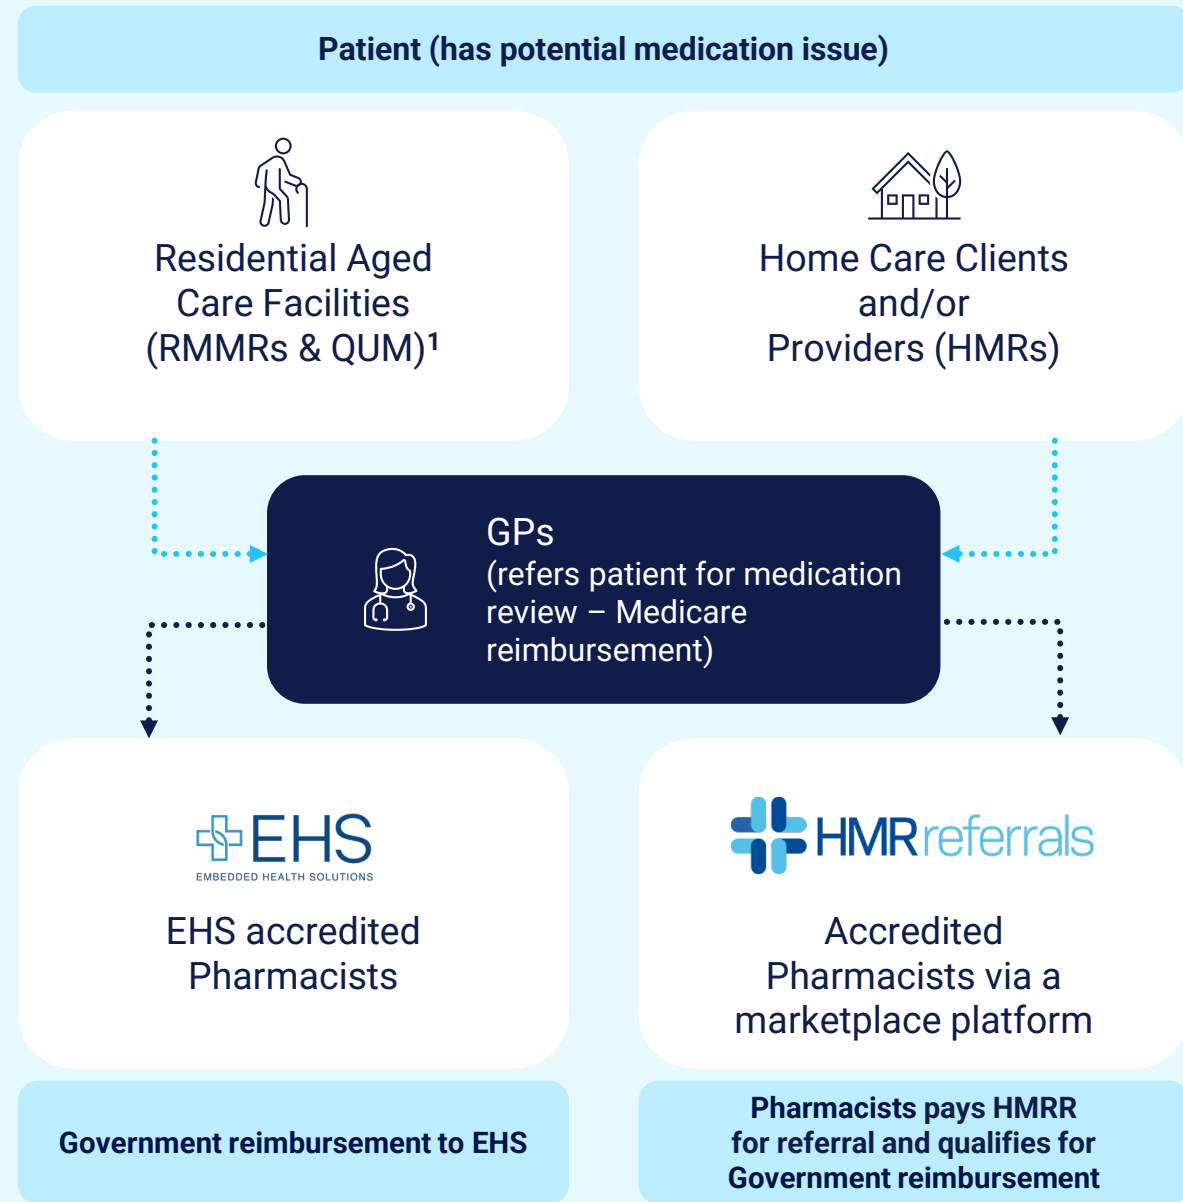 Patient (has potential medication issue)
Residential Aged
Care Facilities
(RMMRs & QUM)¹
Home Care Clients
and/or
Providers (HMRs)
GPs
(refers patient for medication
review – Medicare
reimbursement)
EHS
EMBEDDED HEALTH SOLUTIONS
EHS accredited
Pharmacists
HMRreferrals
Accredited
Pharmacists via a
marketplace platform
Government reimbursement to EHS
Pharmacists pays HMRR
for referral and qualifies for
Government reimbursement